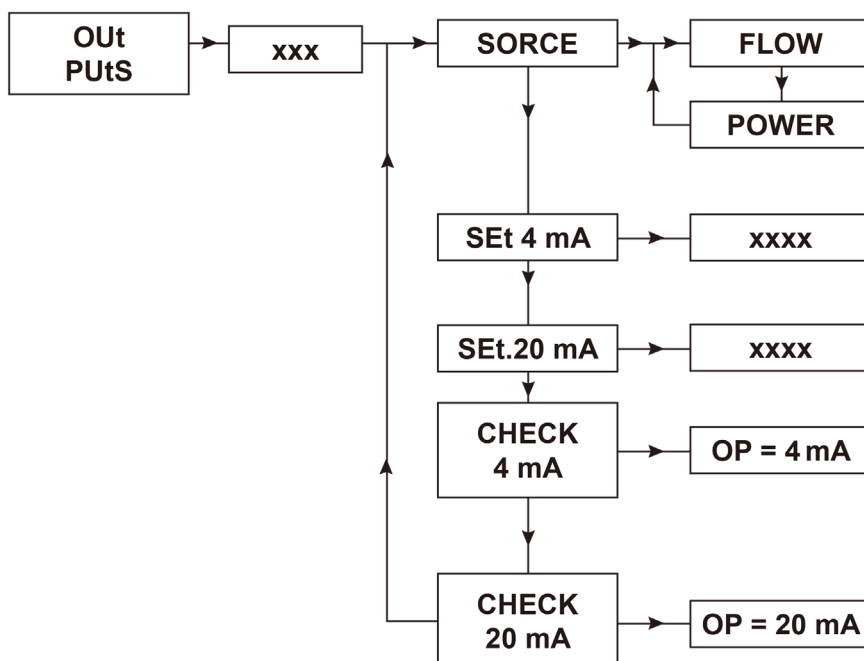 OUt
PUtS
xxx
SORCE
FLOW
POWER
SEt 4 mA
xxxx
SEt.20 mA
xxxx
CHECK
4 mA
OP = 4 mA
CHECK
20 mA
OP = 20 mA